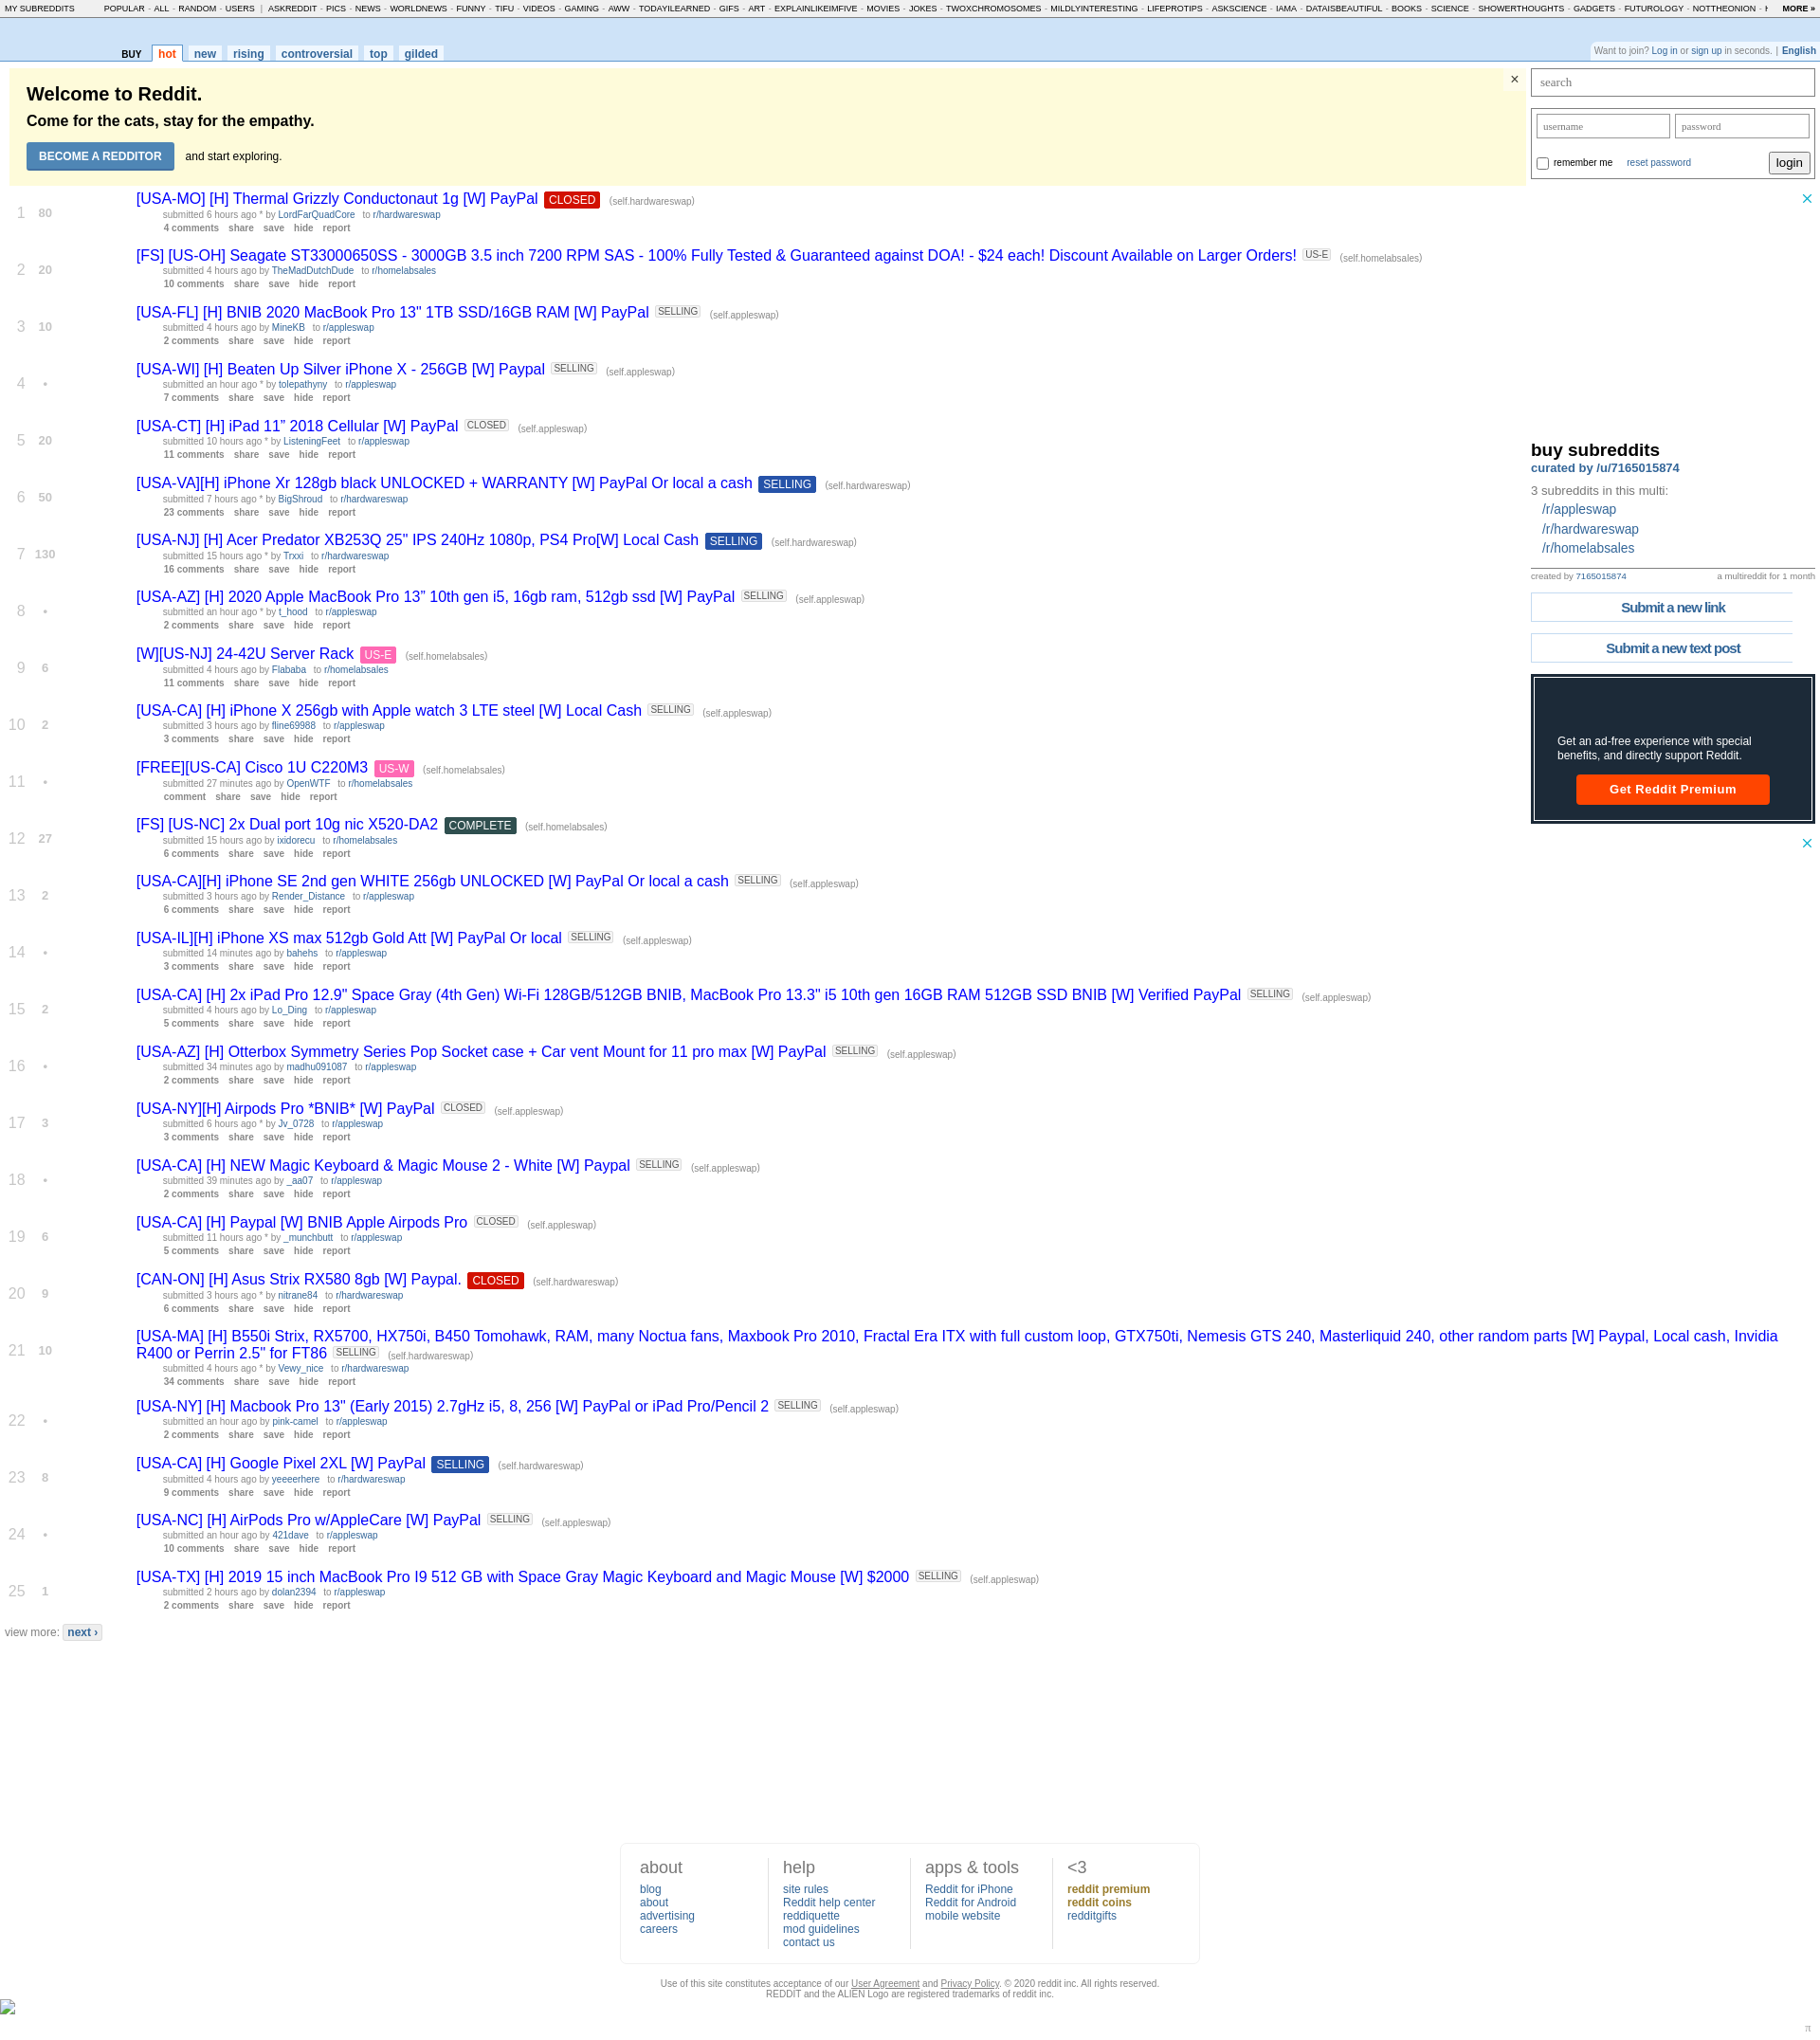 MY SUBREDDITS POPULAR - ALL - RANDOM - USERS | ASKREDDIT - PICS - NEWS - WORLDNEWS - FUNNY - TIFU - VIDEOS - GAMING - AWW - TODAYILEARNED - GIFS - ART - EXPLAINLIKEIMFIVE - MOVIES - JOKES - TWOXCHROMOSOMES - MILDLYINTERESTING - LIFEPROTIPS - ASKSCIENCE - IAMA - DATAISBEAUTIFUL - BOOKS - SCIENCE - SHOWERTHOUGHTS - GADGETS - FUTUROLOGY - NOTTHEONION - MORE »
BUY hot new rising controversial top gilded
Want to join? Log in or sign up in seconds. | English
Welcome to Reddit.
Come for the cats, stay for the empathy.
BECOME A REDDITOR and start exploring.
×
search
username password
remember me reset password login
1 80 [USA-MO] [H] Thermal Grizzly Conductonaut 1g [W] PayPal CLOSED (self.hardwareswap)
submitted 6 hours ago * by LordFarQuadCore to r/hardwareswap
4 comments share save hide report
2 20 [FS] [US-OH] Seagate ST33000650SS - 3000GB 3.5 inch 7200 RPM SAS - 100% Fully Tested & Guaranteed against DOA! - $24 each! Discount Available on Larger Orders! US-E (self.homelabsales)
submitted 4 hours ago by TheMadDutchDude to r/homelabsales
10 comments share save hide report
3 10 [USA-FL] [H] BNIB 2020 MacBook Pro 13" 1TB SSD/16GB RAM [W] PayPal SELLING (self.appleswap)
submitted 4 hours ago by MineKB to r/appleswap
2 comments share save hide report
4 • [USA-WI] [H] Beaten Up Silver iPhone X - 256GB [W] Paypal SELLING (self.appleswap)
submitted an hour ago * by tolepathyny to r/appleswap
7 comments share save hide report
5 20 [USA-CT] [H] iPad 11” 2018 Cellular [W] PayPal CLOSED (self.appleswap)
submitted 10 hours ago * by ListeningFeet to r/appleswap
11 comments share save hide report
6 50 [USA-VA][H] iPhone Xr 128gb black UNLOCKED + WARRANTY [W] PayPal Or local a cash SELLING (self.hardwareswap)
submitted 7 hours ago * by BigShroud to r/hardwareswap
23 comments share save hide report
7 130 [USA-NJ] [H] Acer Predator XB253Q 25" IPS 240Hz 1080p, PS4 Pro[W] Local Cash SELLING (self.hardwareswap)
submitted 15 hours ago * by Trxxi to r/hardwareswap
16 comments share save hide report
8 • [USA-AZ] [H] 2020 Apple MacBook Pro 13” 10th gen i5, 16gb ram, 512gb ssd [W] PayPal SELLING (self.appleswap)
submitted an hour ago * by t_hood to r/appleswap
2 comments share save hide report
9 6 [W][US-NJ] 24-42U Server Rack US-E (self.homelabsales)
submitted 4 hours ago by Flababa to r/homelabsales
11 comments share save hide report
10 2 [USA-CA] [H] iPhone X 256gb with Apple watch 3 LTE steel [W] Local Cash SELLING (self.appleswap)
submitted 3 hours ago by fline69988 to r/appleswap
3 comments share save hide report
11 • [FREE][US-CA] Cisco 1U C220M3 US-W (self.homelabsales)
submitted 27 minutes ago by OpenWTF to r/homelabsales
comment share save hide report
12 27 [FS] [US-NC] 2x Dual port 10g nic X520-DA2 COMPLETE (self.homelabsales)
submitted 15 hours ago by ixidorecu to r/homelabsales
6 comments share save hide report
13 2 [USA-CA][H] iPhone SE 2nd gen WHITE 256gb UNLOCKED [W] PayPal Or local a cash SELLING (self.appleswap)
submitted 3 hours ago by Render_Distance to r/appleswap
6 comments share save hide report
14 • [USA-IL][H] iPhone XS max 512gb Gold Att [W] PayPal Or local SELLING (self.appleswap)
submitted 14 minutes ago by bahehs to r/appleswap
3 comments share save hide report
15 2 [USA-CA] [H] 2x iPad Pro 12.9" Space Gray (4th Gen) Wi-Fi 128GB/512GB BNIB, MacBook Pro 13.3" i5 10th gen 16GB RAM 512GB SSD BNIB [W] Verified PayPal SELLING (self.appleswap)
submitted 4 hours ago by Lo_Ding to r/appleswap
5 comments share save hide report
16 • [USA-AZ] [H] Otterbox Symmetry Series Pop Socket case + Car vent Mount for 11 pro max [W] PayPal SELLING (self.appleswap)
submitted 34 minutes ago by madhu091087 to r/appleswap
2 comments share save hide report
17 3 [USA-NY][H] Airpods Pro *BNIB* [W] PayPal CLOSED (self.appleswap)
submitted 6 hours ago * by Jv_0728 to r/appleswap
3 comments share save hide report
18 • [USA-CA] [H] NEW Magic Keyboard & Magic Mouse 2 - White [W] Paypal SELLING (self.appleswap)
submitted 39 minutes ago by _aa07 to r/appleswap
2 comments share save hide report
19 6 [USA-CA] [H] Paypal [W] BNIB Apple Airpods Pro CLOSED (self.appleswap)
submitted 11 hours ago * by _munchbutt to r/appleswap
5 comments share save hide report
20 9 [CAN-ON] [H] Asus Strix RX580 8gb [W] Paypal. CLOSED (self.hardwareswap)
submitted 3 hours ago * by nitrane84 to r/hardwareswap
6 comments share save hide report
21 10 [USA-MA] [H] B550i Strix, RX5700, HX750i, B450 Tomohawk, RAM, many Noctua fans, Maxbook Pro 2010, Fractal Era ITX with full custom loop, GTX750ti, Nemesis GTS 240, Masterliquid 240, other random parts [W] Paypal, Local cash, Invidia
R400 or Perrin 2.5" for FT86 SELLING (self.hardwareswap)
submitted 4 hours ago * by Vewy_nice to r/hardwareswap
34 comments share save hide report
22 • [USA-NY] [H] Macbook Pro 13" (Early 2015) 2.7gHz i5, 8, 256 [W] PayPal or iPad Pro/Pencil 2 SELLING (self.appleswap)
submitted an hour ago by pink-camel to r/appleswap
2 comments share save hide report
23 8 [USA-CA] [H] Google Pixel 2XL [W] PayPal SELLING (self.hardwareswap)
submitted 4 hours ago by yeeeerhere to r/hardwareswap
9 comments share save hide report
24 • [USA-NC] [H] AirPods Pro w/AppleCare [W] PayPal SELLING (self.appleswap)
submitted an hour ago by 421dave to r/appleswap
10 comments share save hide report
25 1 [USA-TX] [H] 2019 15 inch MacBook Pro I9 512 GB with Space Gray Magic Keyboard and Magic Mouse [W] $2000 SELLING (self.appleswap)
submitted 2 hours ago by dolan2394 to r/appleswap
2 comments share save hide report
view more: next ›
buy subreddits
curated by /u/7165015874
3 subreddits in this multi:
/r/appleswap
/r/hardwareswap
/r/homelabsales
created by 7165015874 a multireddit for 1 month
Submit a new link
Submit a new text post
Get an ad-free experience with special
benefits, and directly support Reddit.
Get Reddit Premium
about
blog
about
advertising
careers
help
site rules
Reddit help center
reddiquette
mod guidelines
contact us
apps & tools
Reddit for iPhone
Reddit for Android
mobile website
<3
reddit premium
reddit coins
redditgifts
Use of this site constitutes acceptance of our User Agreement and Privacy Policy. © 2020 reddit inc. All rights reserved.
REDDIT and the ALIEN Logo are registered trademarks of reddit inc.
π